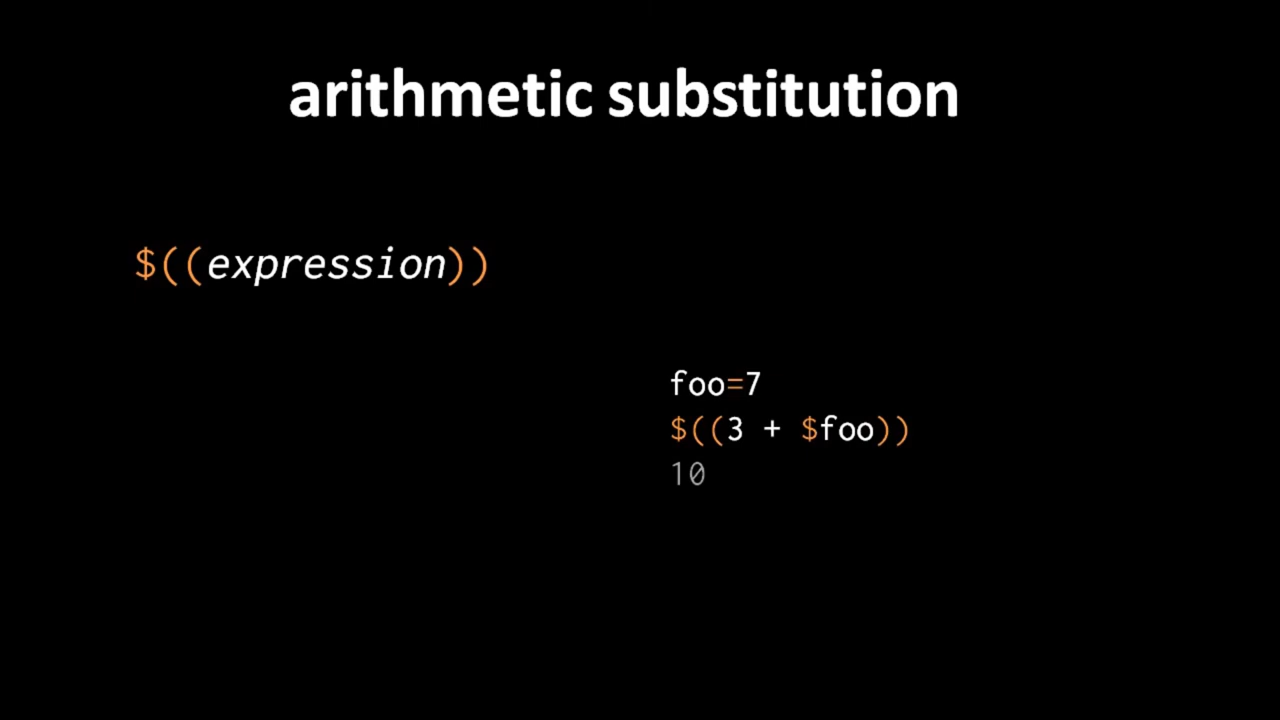 arithmetic substitution
$((expression))
foo=7
$((3 + $foo))
10